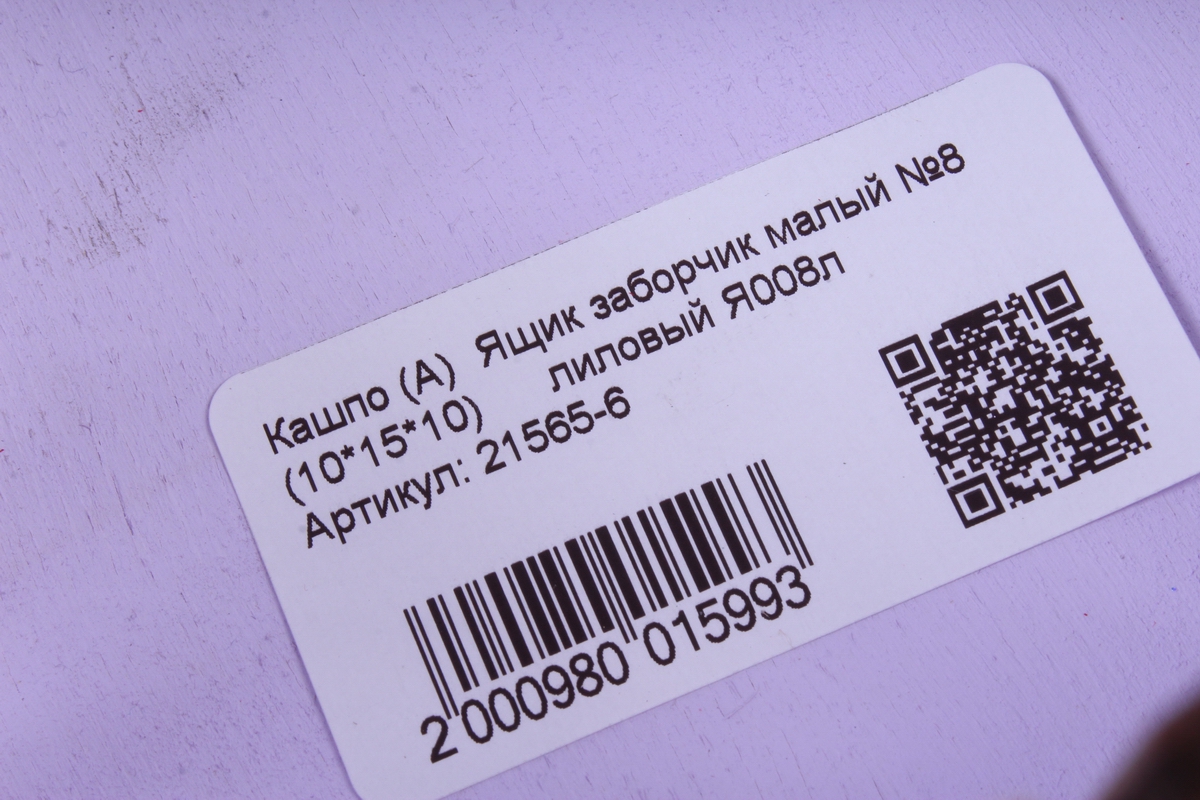 Кашпо (А) Ящик заборчик малый №8
(10*15*10) лиловый Я008л
Артикул: 21565-6
2 000980 015993